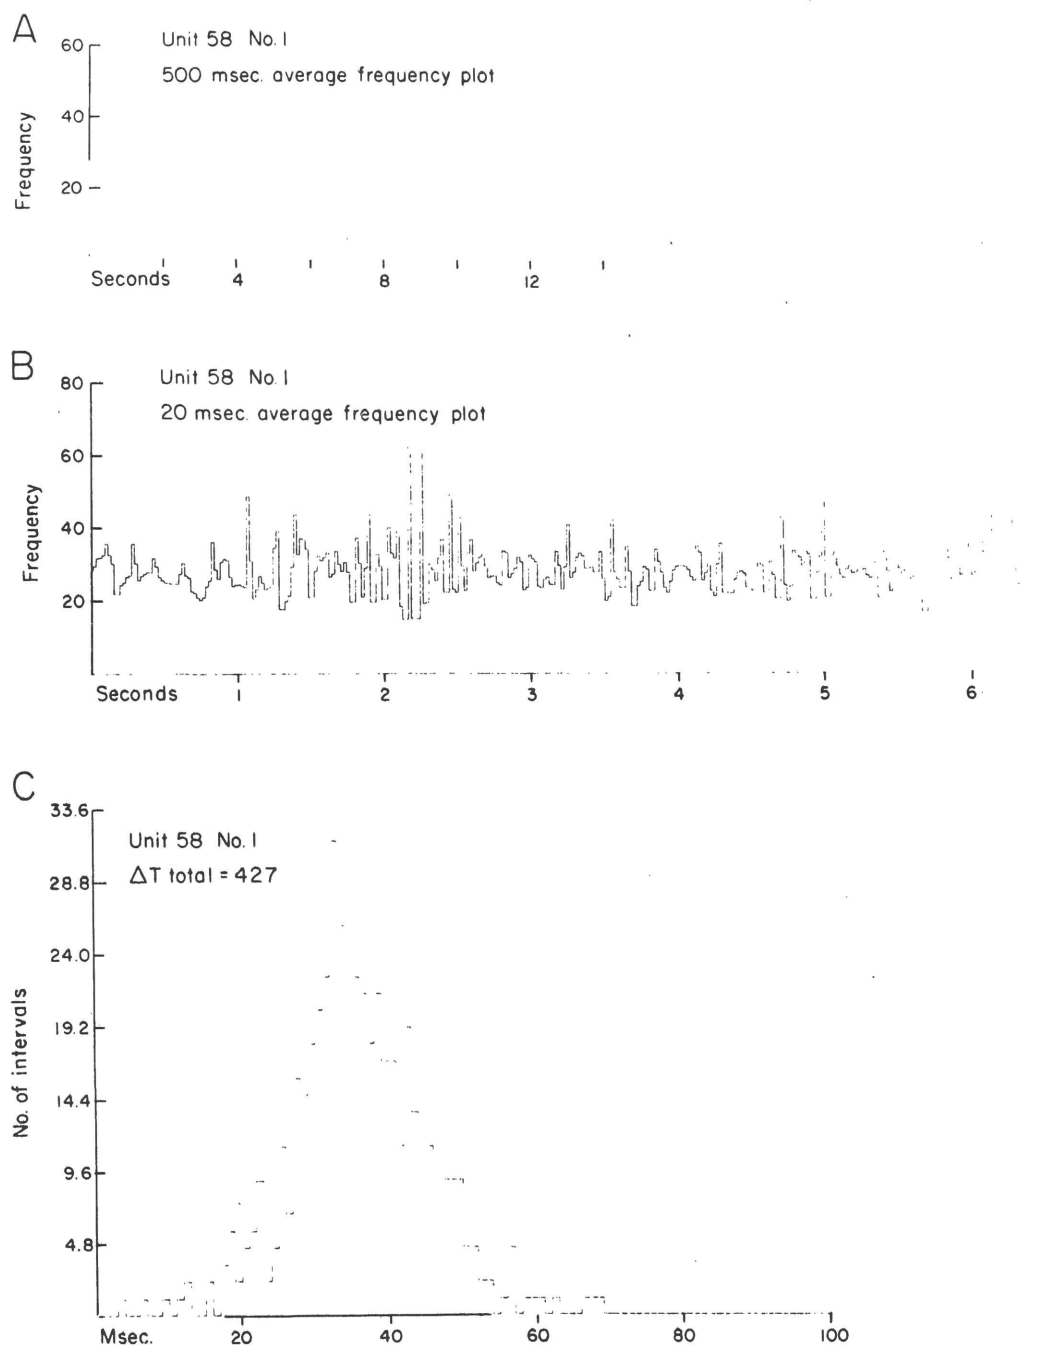 A
Unit 58 No. 1
500 msec. average frequency plot
60
40
20
Frequency
Seconds 4 8 12
B
Unit 58 No. 1
20 msec. average frequency plot
80
60
40
20
Frequency
Seconds 1 2 3 4 5 6
C
Unit 58 No. 1
ΔT total = 427
33.6
28.8
24.0
19.2
14.4
9.6
4.8
No. of intervals
Msec. 20 40 60 80 100